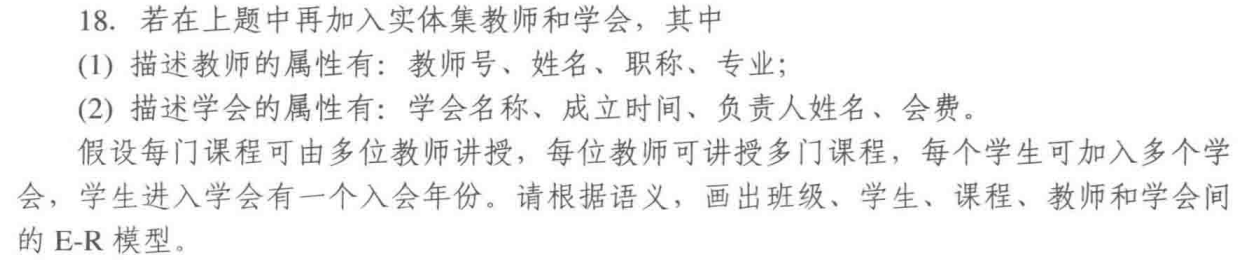 18. 若在上题中再加入实体集教师和学会，其中
(1) 描述教师的属性有：教师号、姓名、职称、专业；
(2) 描述学会的属性有：学会名称、成立时间、负责人姓名、会费。
假设每门课程可由多位教师讲授，每位教师可讲授多门课程，每个学生可加入多个学
会，学生进入学会有一个入会年份。请根据语义，画出班级、学生、课程、教师和学会间
的 E-R 模型。